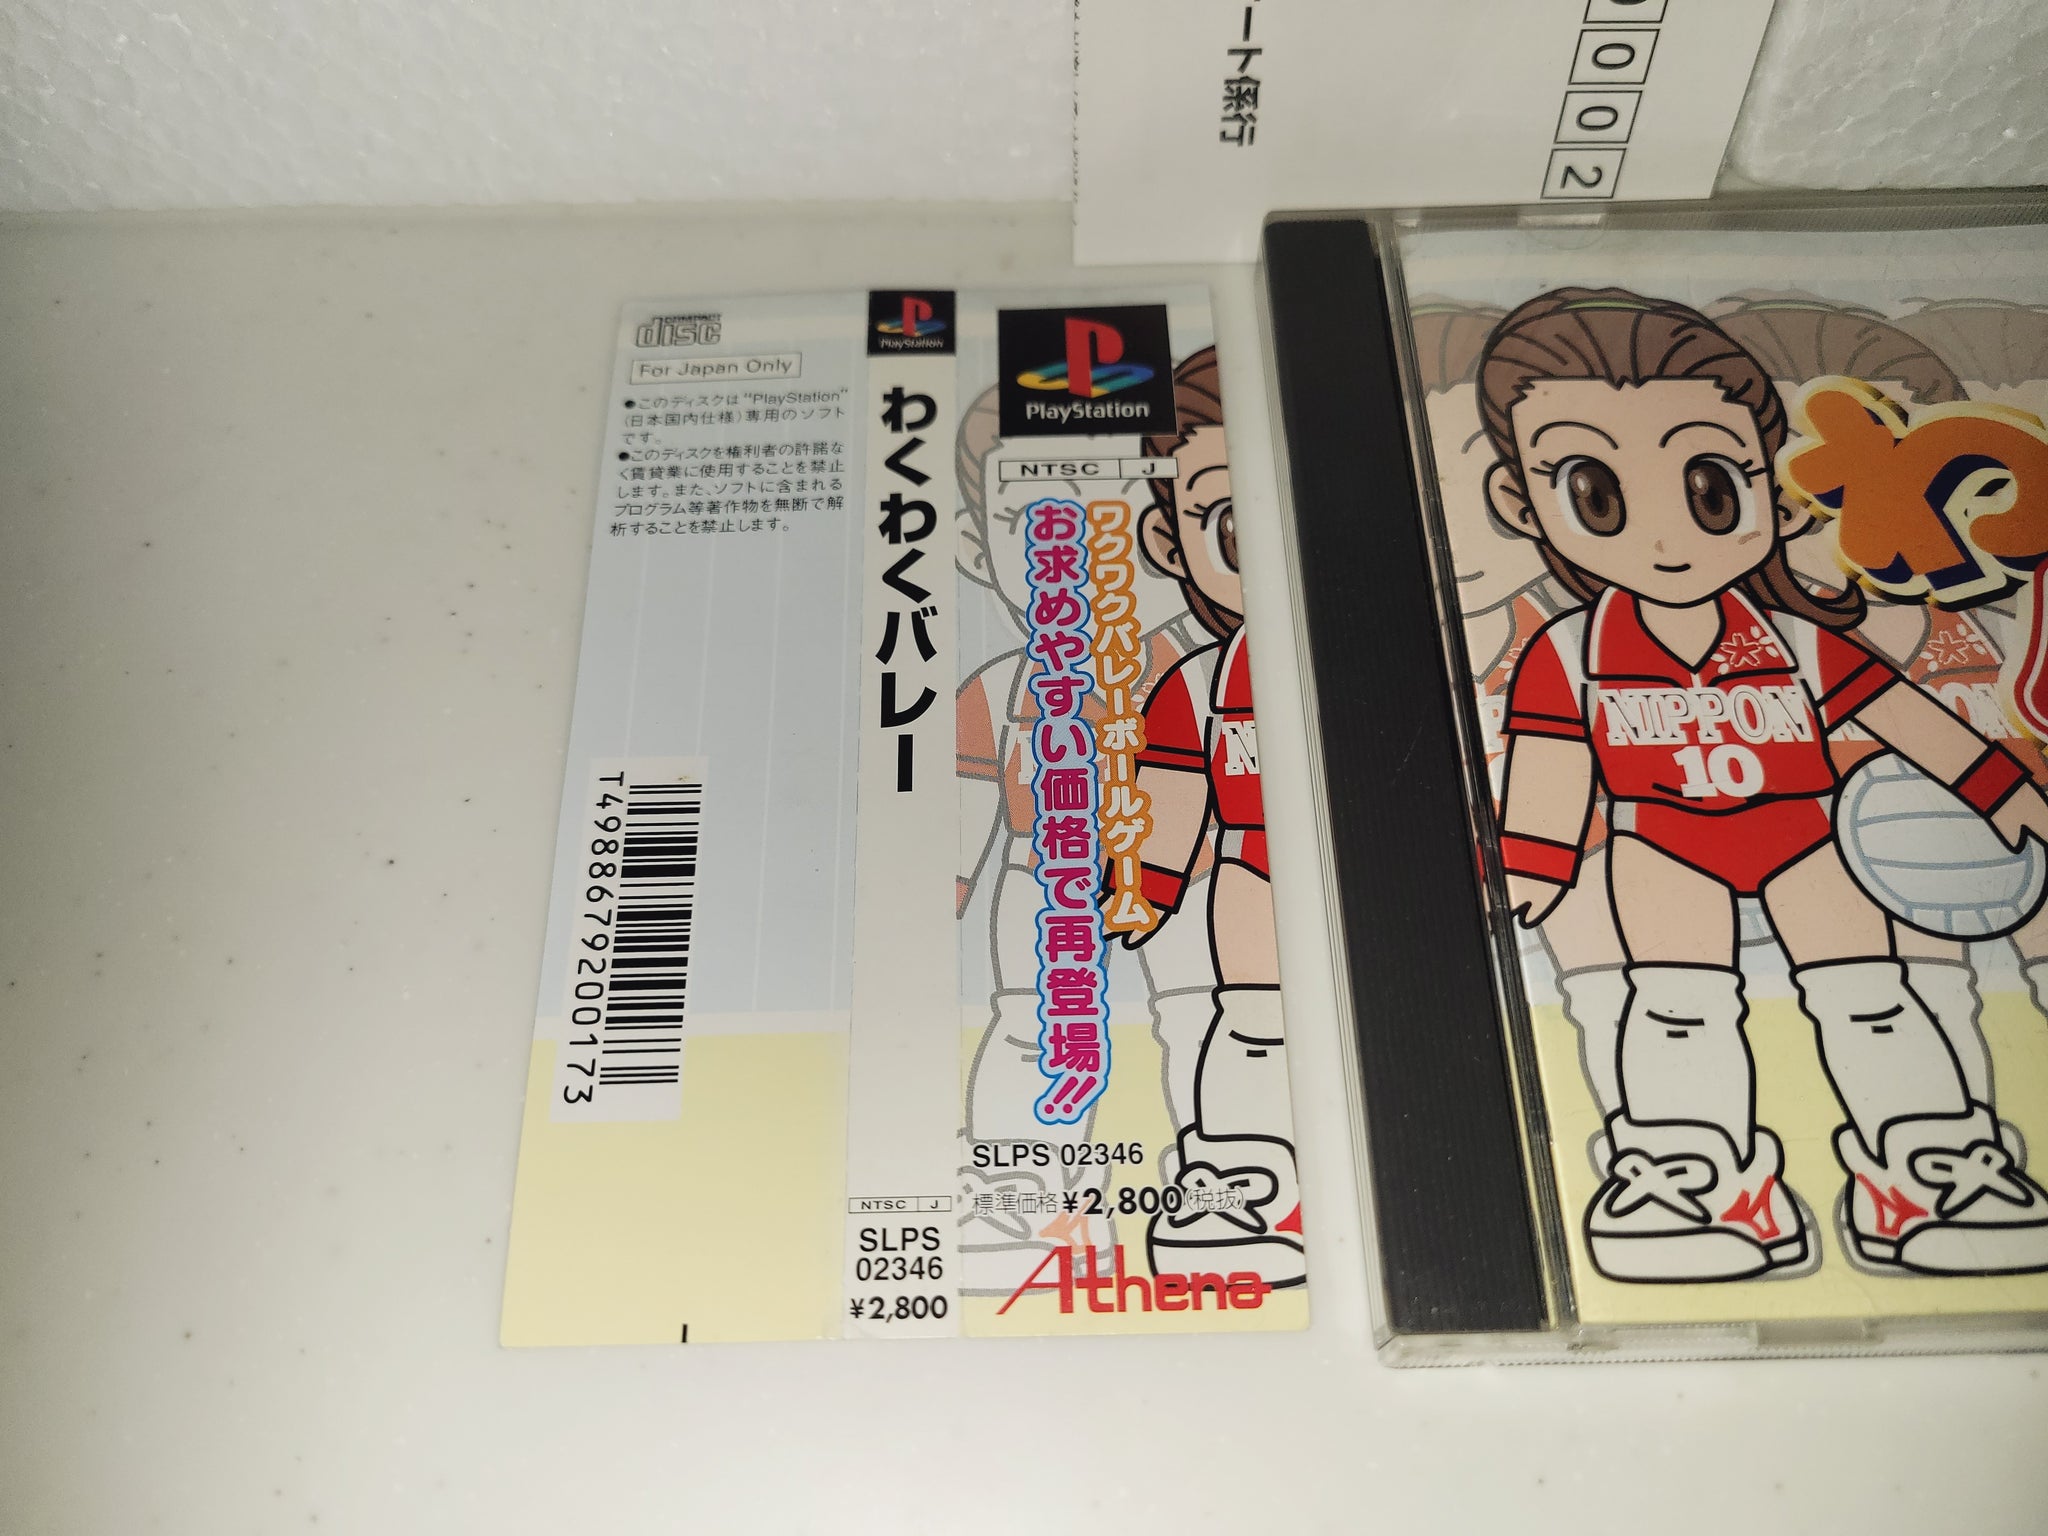 ート係行
0
0
2
COMPACT
disc
For Japan Only
●このディスクは“PlayStation”
(日本国内仕様)専用のソフト
です。
●このディスクを権利者の許諾な
く賃貸業に使用することを禁止
します。また、ソフトに含まれる
プログラム等著作物を無断で解
析することを禁止します。
T4988679200173
PlayStation
わくわくバレー
NTSC J
SLPS
02346
¥2,800
PlayStation
NTSC J
ワクワクバレーボールゲーム
お求めやすい価格で再登場!!
SLPS 02346
標準価格¥2,800(税抜)
Athena
わ
NIPPON
10